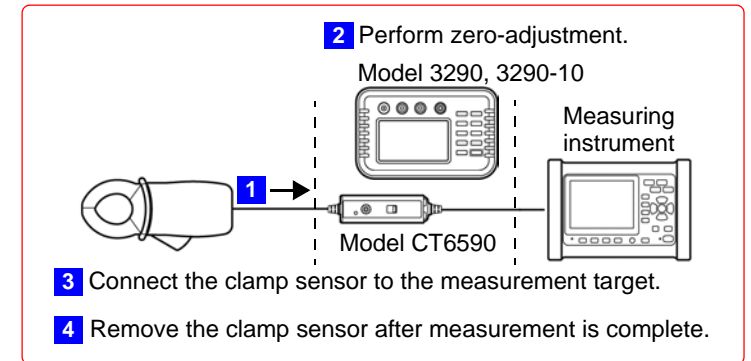 2 Perform zero-adjustment.
Model 3290, 3290-10
Measuring
instrument
1
Model CT6590
3 Connect the clamp sensor to the measurement target.
4 Remove the clamp sensor after measurement is complete.